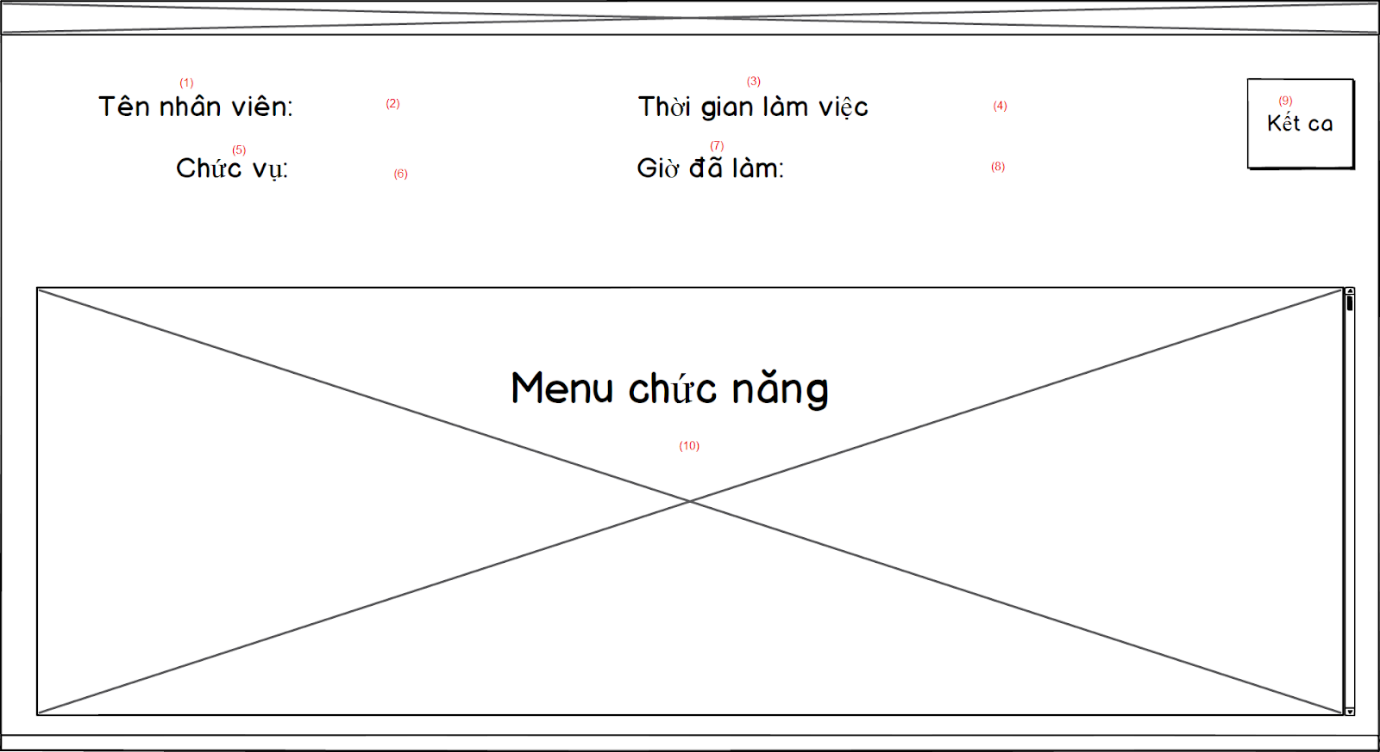 (1)
Tên nhân viên:
(2)
(3)
Thời gian làm việc
(4)
(9)
Kết ca
(5)
Chức vụ:
(6)
(7)
Giờ đã làm:
(8)
Menu chức năng
(10)